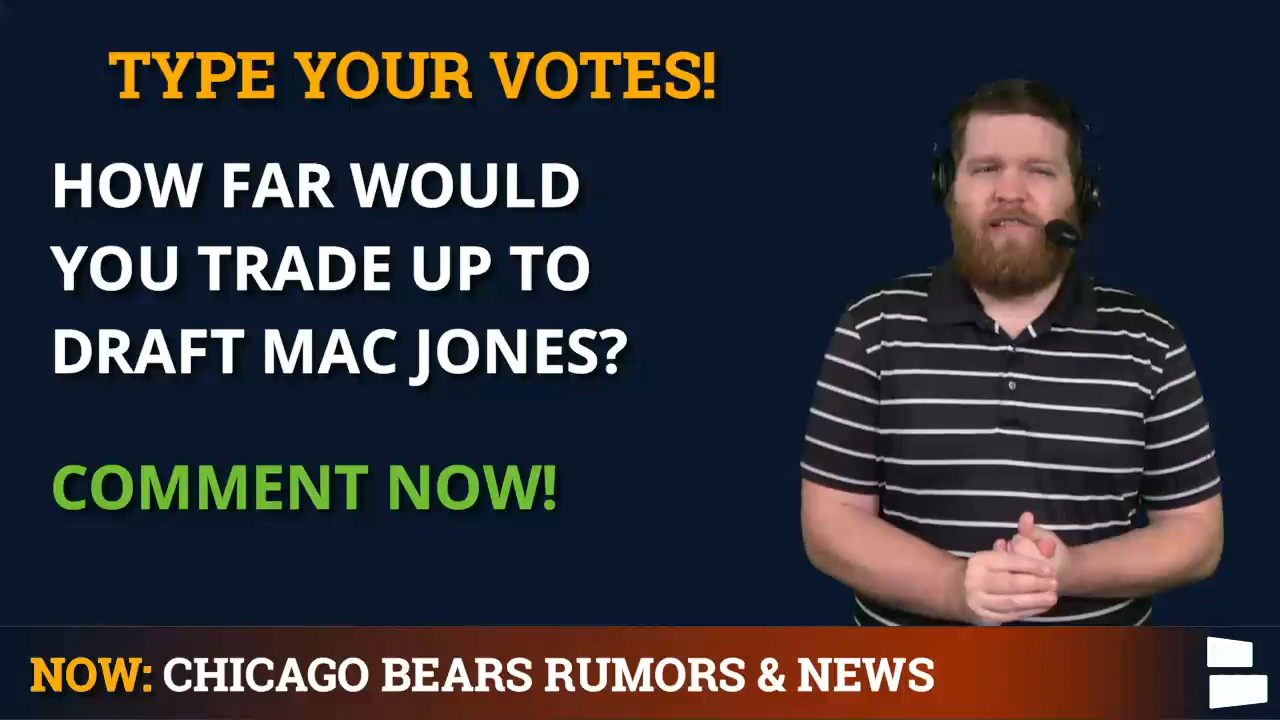 TYPE YOUR VOTES!
HOW FAR WOULD
YOU TRADE UP TO
DRAFT MAC JONES?
COMMENT NOW!
NOW: CHICAGO BEARS RUMORS & NEWS